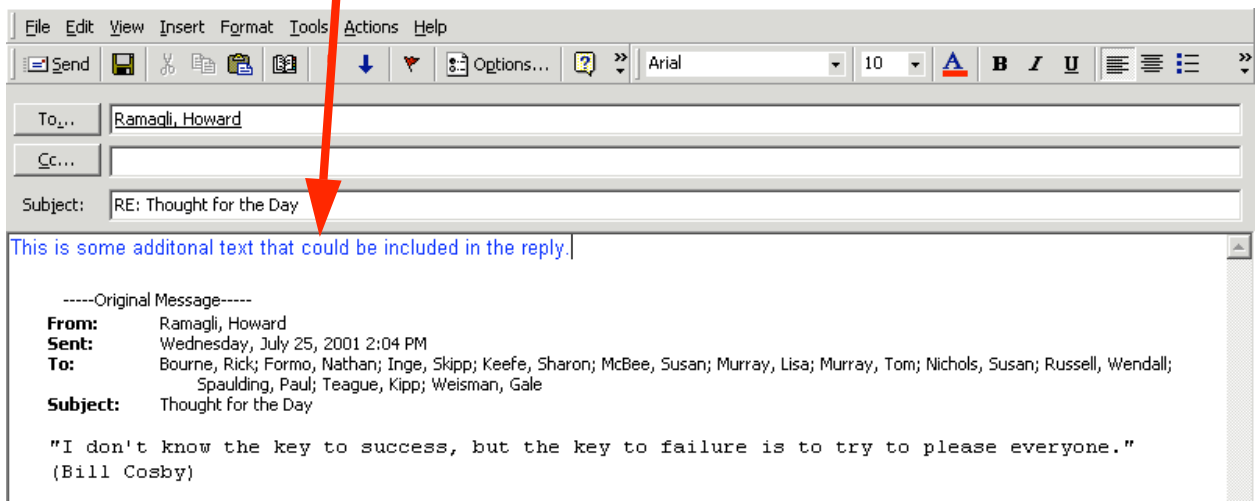 File Edit View Insert Format Tools Actions Help
Send Options... Arial 10 A B I U
To... Ramagli, Howard
Cc...
Subject: RE: Thought for the Day
This is some additonal text that could be included in the reply.
-----Original Message-----
From: Ramagli, Howard
Sent: Wednesday, July 25, 2001 2:04 PM
To: Bourne, Rick; Formo, Nathan; Inge, Skipp; Keefe, Sharon; McBee, Susan; Murray, Lisa; Murray, Tom; Nichols, Susan; Russell, Wendall;
Spaulding, Paul; Teague, Kipp; Weisman, Gale
Subject: Thought for the Day
"I don't know the key to success, but the key to failure is to try to please everyone."
(Bill Cosby)